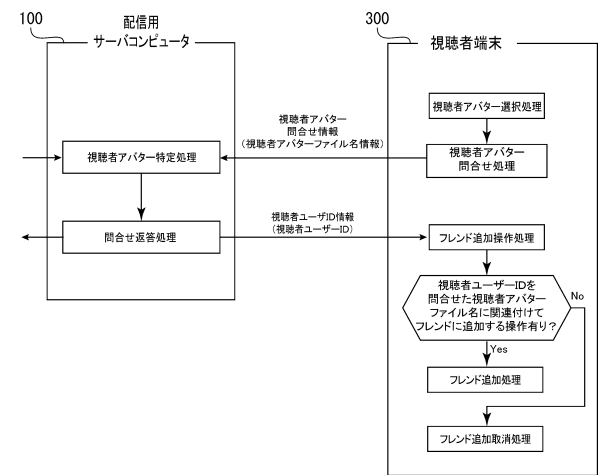 100
配信用
サーバコンピュータ
300
視聴者端末
視聴者アバター選択処理
視聴者アバター
問合せ情報
(視聴者アバターファイル名情報)
視聴者アバター
問合せ処理
視聴者アバター特定処理
視聴者ユーザID情報
(視聴者ユーザーID)
問合せ返答処理
フレンド追加操作処理
視聴者ユーザーIDを
問合せた視聴者アバター
ファイル名に関連付けて
フレンドに追加する操作有り?
No
Yes
フレンド追加処理
フレンド追加取消処理